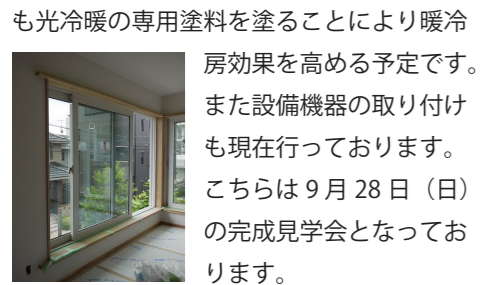 も光冷暖の専用塗料を塗ることにより暖冷
房効果を高める予定です。
また設備機器の取り付け
も現在行っております。
こちらは 9 月 28 日（日）
の完成見学会となってお
ります。